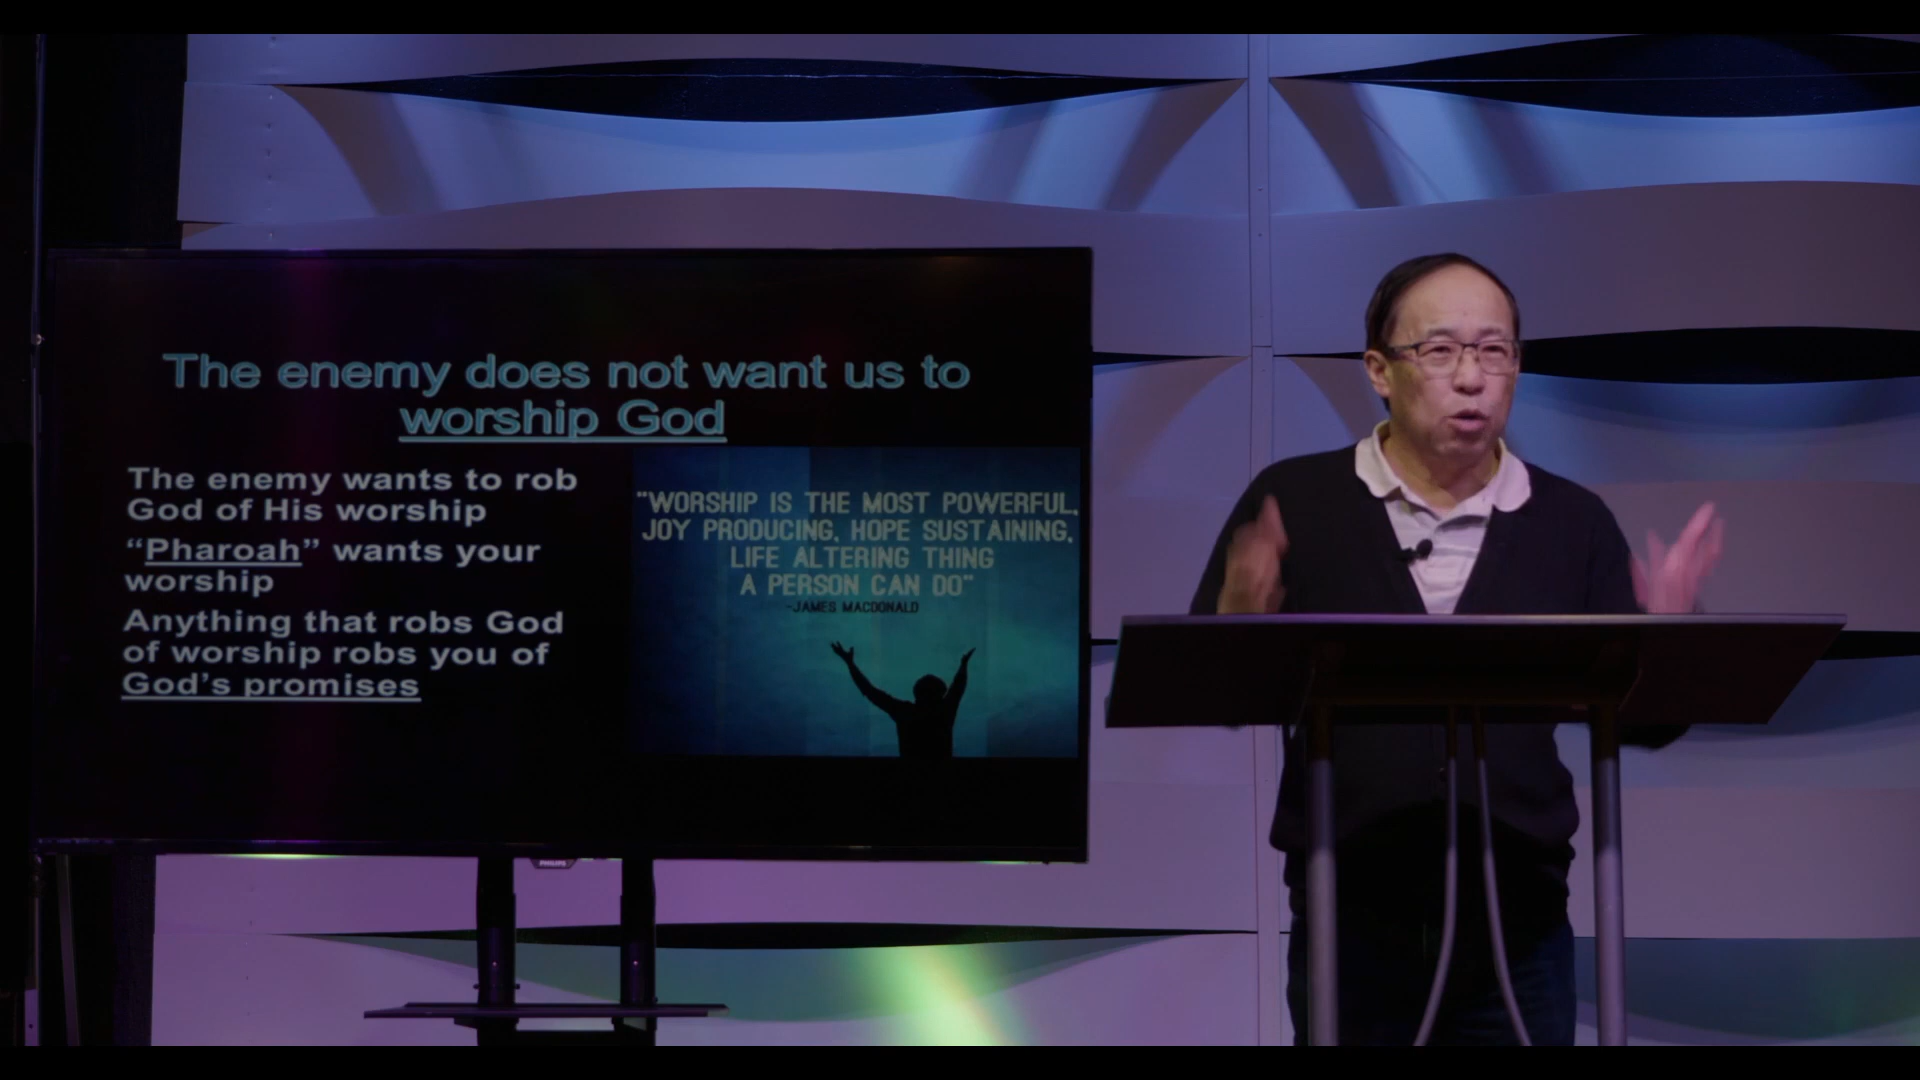 The enemy does not want us to
worship God
The enemy wants to rob
God of His worship
“Pharoah” wants your
worship
Anything that robs God
of worship robs you of
God’s promises
"WORSHIP IS THE MOST POWERFUL,
JOY PRODUCING, HOPE SUSTAINING,
LIFE ALTERING THING
A PERSON CAN DO"
-JAMES MACDONALD
PHILIPS